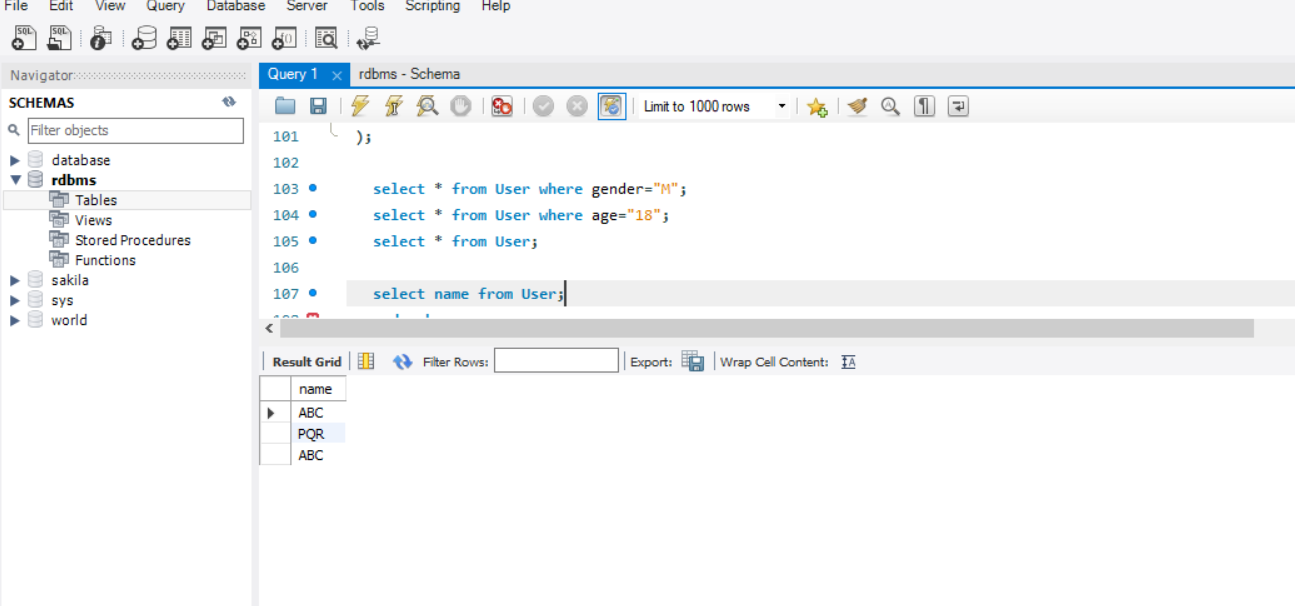 File Edit View Query Database Server Tools Scripting Help
Navigator
Query 1 × rdbms - Schema
SCHEMAS
Limit to 1000 rows
Filter objects
database
rdbms
Tables
Views
Stored Procedures
Functions
sakila
sys
world
101 );
102
103 select * from User where gender="M";
104 select * from User where age="18";
105 select * from User;
106
107 select name from User;
Result Grid Filter Rows: Export: Wrap Cell Content:
name
ABC
PQR
ABC